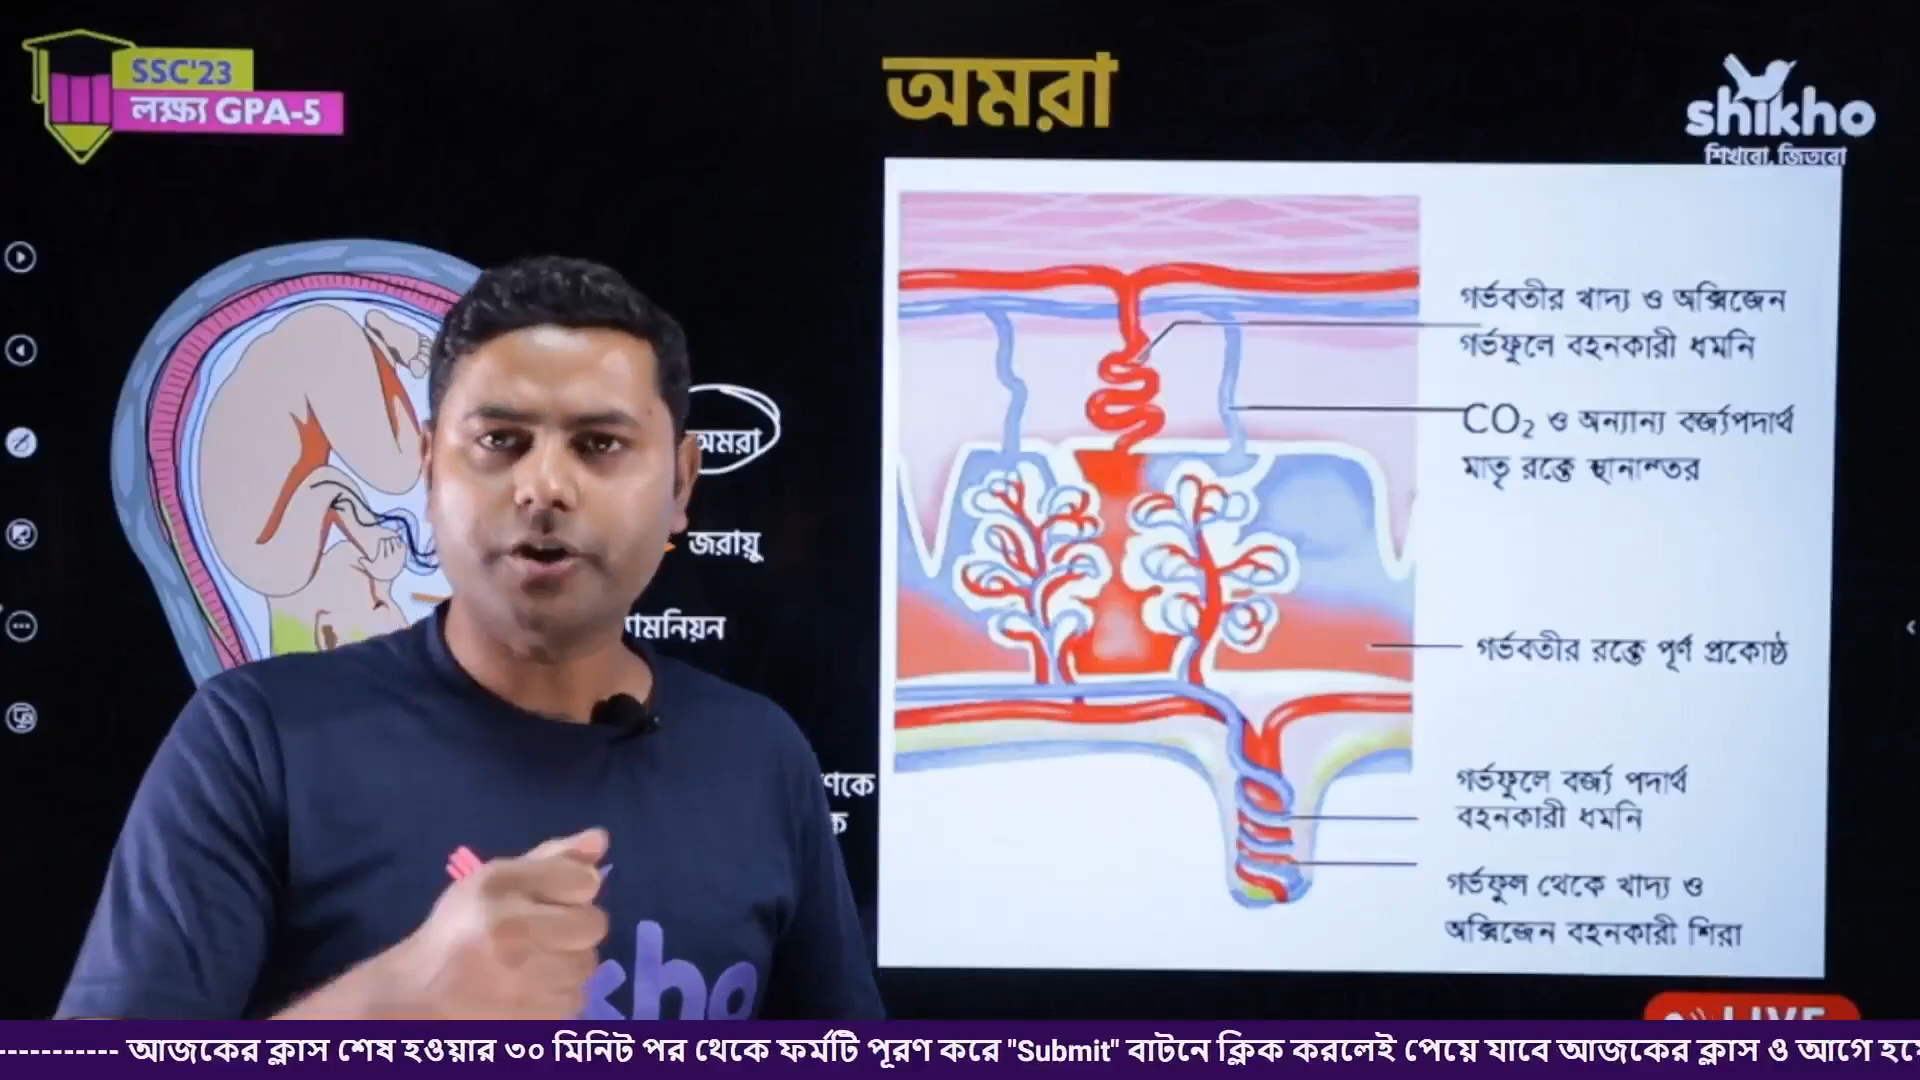 SSC'23
লক্ষ্য GPA-5
অমরা
shikho
শিখবো, জিতবো
গর্ভবতীর খাদ্য ও অক্সিজেন
গর্ভফুলে বহনকারী ধমনি
CO₂ ও অন্যান্য বর্জ্যপদার্থ
মাতৃ রক্তে স্থানান্তর
গর্ভবতীর রক্তে পূর্ণ প্রকোষ্ঠ
গর্ভফুলে বর্জ্য পদার্থ
বহনকারী ধমনি
গর্ভফুল থেকে খাদ্য ও
অক্সিজেন বহনকারী শিরা
অমরা
জরায়ু
kho
LIVE
----------- আজকের ক্লাস শেষ হওয়ার ৩০ মিনিট পর থেকে ফর্মটি পূরণ করে "Submit" বাটনে ক্লিক করলেই পেয়ে যাবে আজকের ক্লাস ও আগে